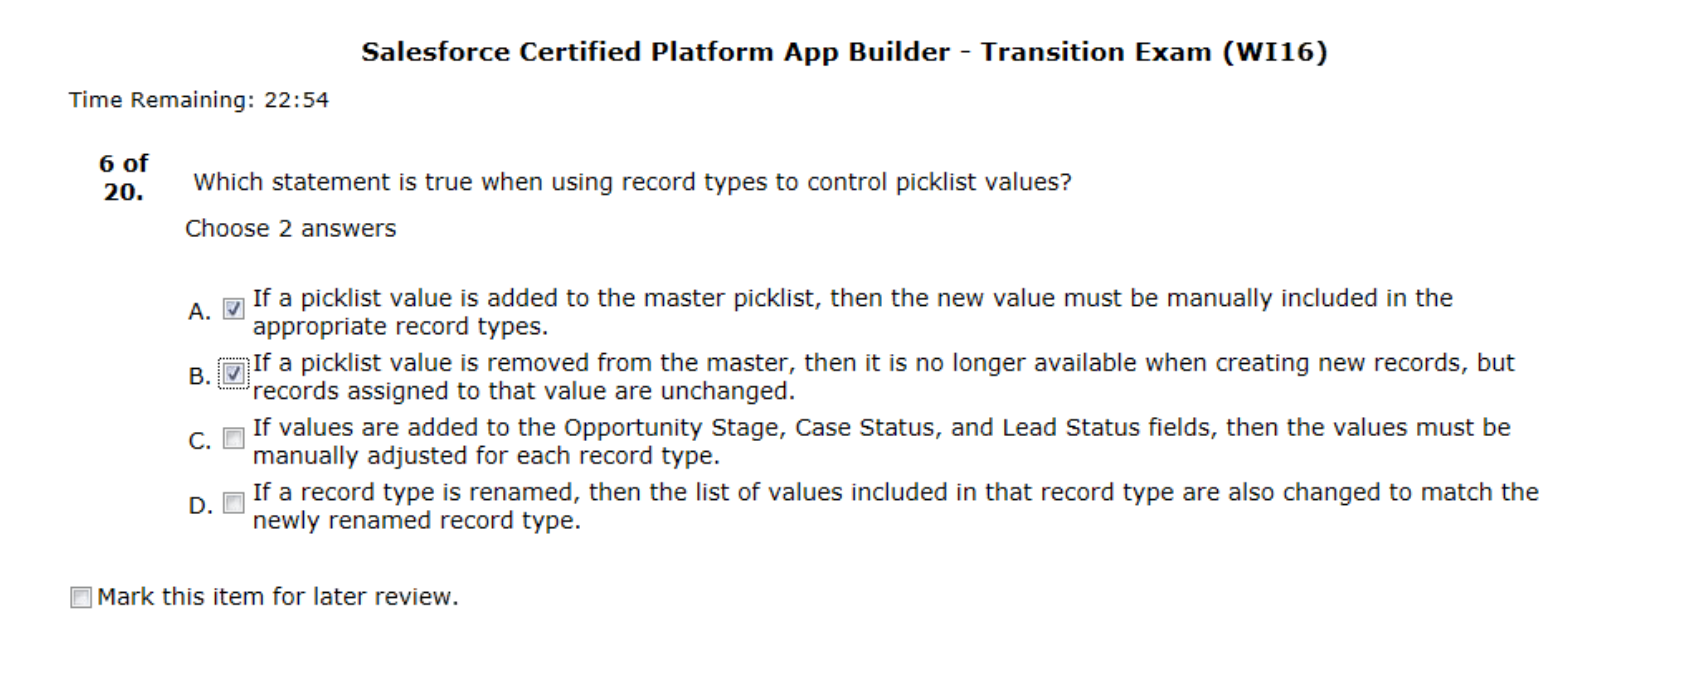 Salesforce Certified Platform App Builder - Transition Exam (WI16)
Time Remaining: 22:54
6 of
20.
Which statement is true when using record types to control picklist values?
Choose 2 answers
A. If a picklist value is added to the master picklist, then the new value must be manually included in the
appropriate record types.
B. If a picklist value is removed from the master, then it is no longer available when creating new records, but
records assigned to that value are unchanged.
C. If values are added to the Opportunity Stage, Case Status, and Lead Status fields, then the values must be
manually adjusted for each record type.
D. If a record type is renamed, then the list of values included in that record type are also changed to match the
newly renamed record type.
Mark this item for later review.